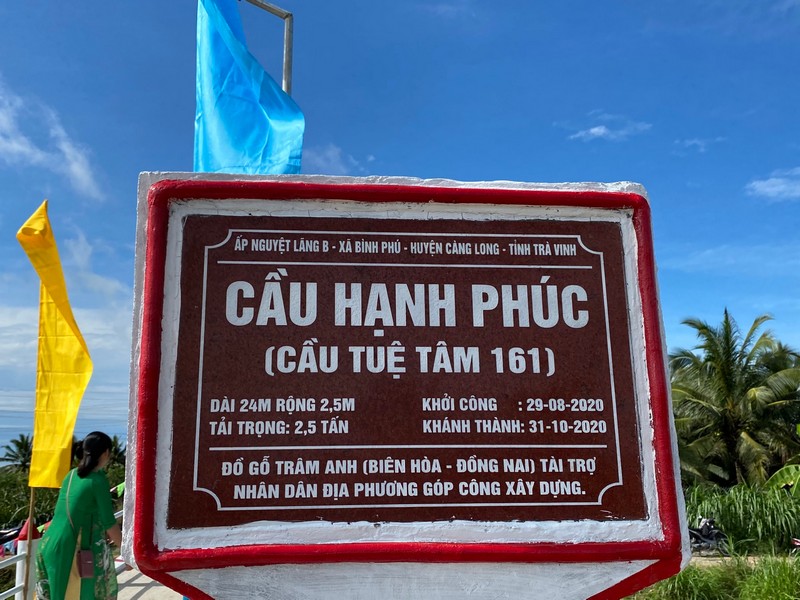 ẤP NGUYỆT LÃNG B - XÃ BÌNH PHÚ - HUYỆN CÀNG LONG - TỈNH TRÀ VINH
CẦU HẠNH PHÚC
(CẦU TUỆ TÂM 161)
DÀI 24M RỘNG 2,5M KHỞI CÔNG : 29-08-2020
TẢI TRỌNG: 2,5 TẤN KHÁNH THÀNH: 31-10-2020
ĐỒ GỖ TRÂM ANH (BIÊN HÒA - ĐỒNG NAI) TÀI TRỢ
NHÂN DÂN ĐỊA PHƯƠNG GÓP CÔNG XÂY DỰNG.